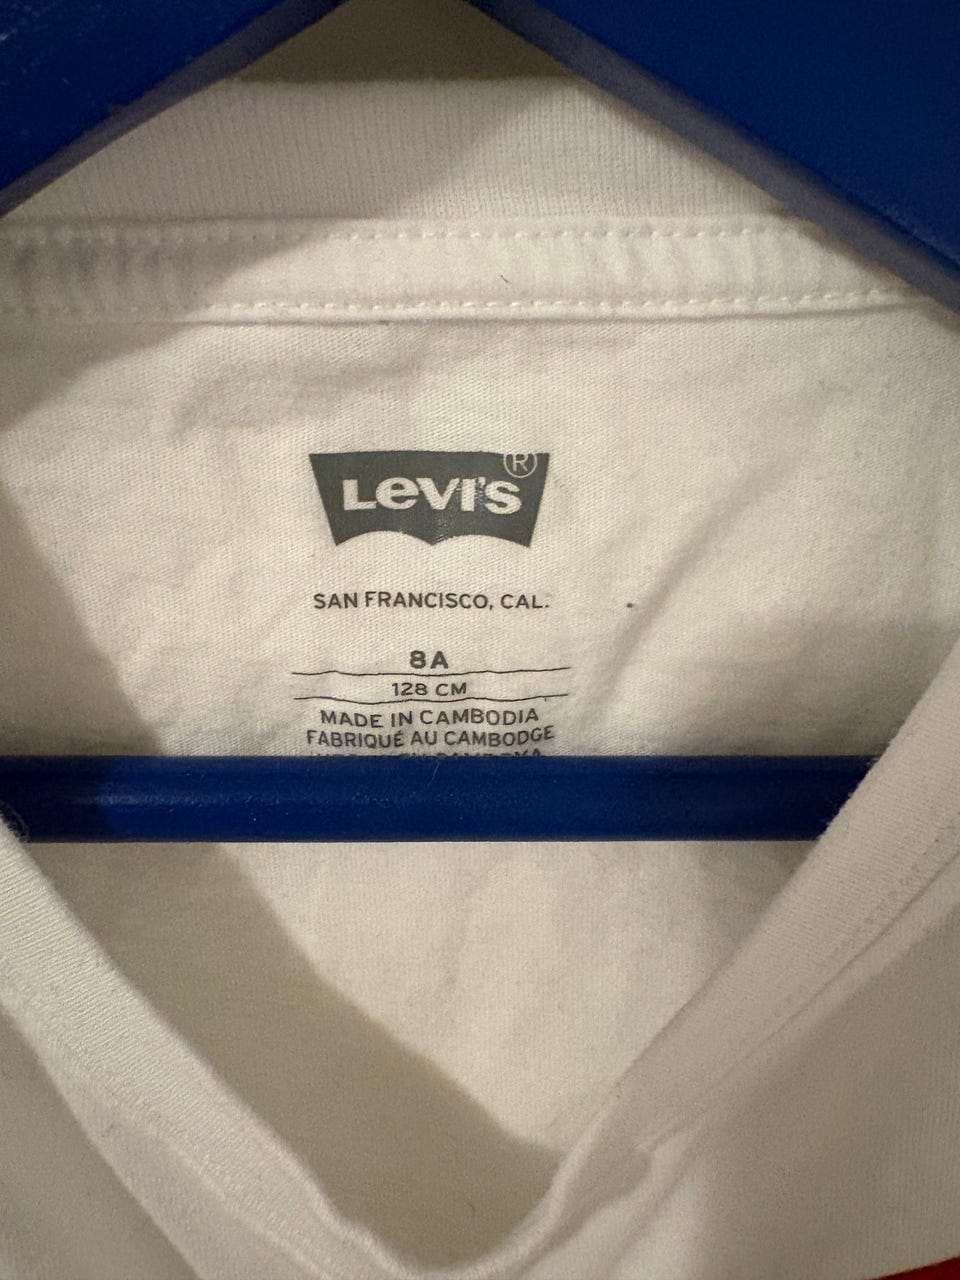 Levi's®
SAN FRANCISCO, CAL.
8A
128 CM
MADE IN CAMBODIA
FABRIQUÉ AU CAMBODGE